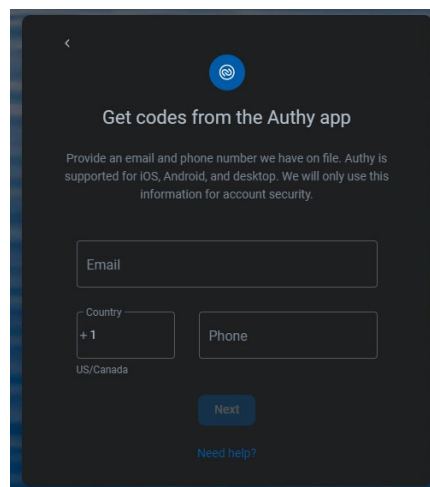 Get codes from the Authy app
Provide an email and phone number we have on file. Authy is
supported for iOS, Android, and desktop. We will only use this
information for account security.
Email
Country
+ 1
Phone
US/Canada
Next
Need help?